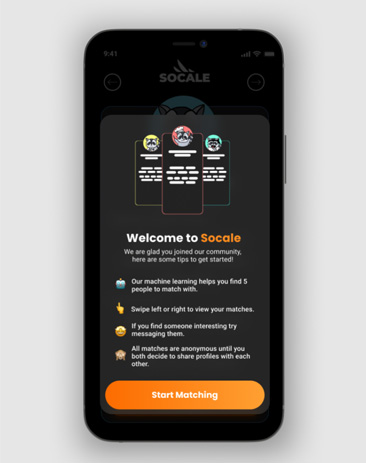 9:41
SOCALE
Welcome to Socale
We are glad you joined our community,
here are some tips to get started!
Our machine learning helps you find 5
people to match with.
Swipe left or right to view your matches.
If you find someone interesting try
messaging them.
All matches are anonymous until you
both decide to share profiles with each
other.
Start Matching